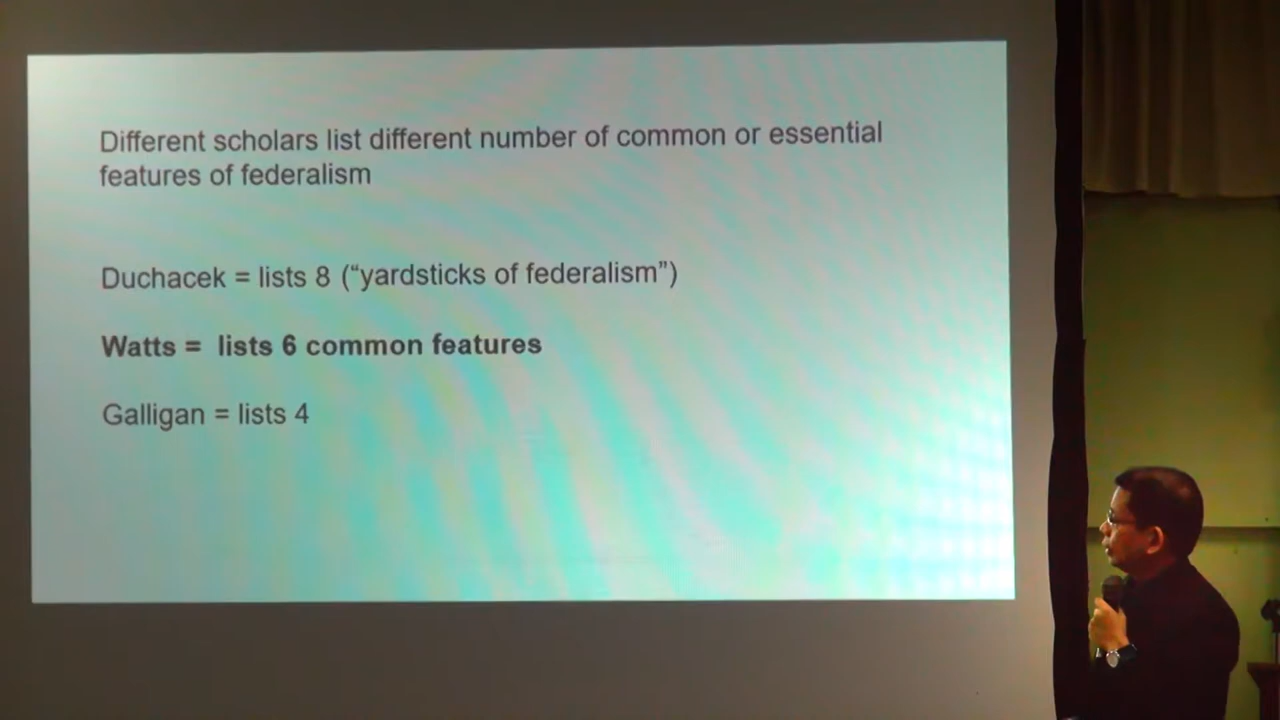 Different scholars list different number of common or essential
features of federalism
Duchacek = lists 8 (“yardsticks of federalism”)
Watts = lists 6 common features
Galligan = lists 4